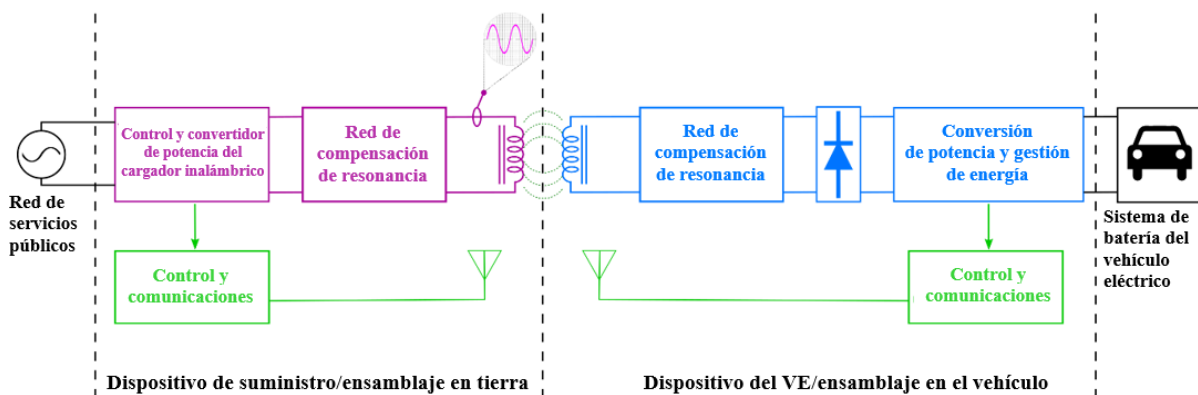 Control y convertidor
de potencia del
cargador inalámbrico
Red de
compensación
de resonancia
Red de
compensación
de resonancia
Conversión
de potencia y gestión
de energía
Red de
servicios
públicos
Sistema de
batería del
vehículo
eléctrico
Control y
comunicaciones
Control y
comunicaciones
Dispositivo de suministro/ensamblaje en tierra
Dispositivo del VE/ensamblaje en el vehículo